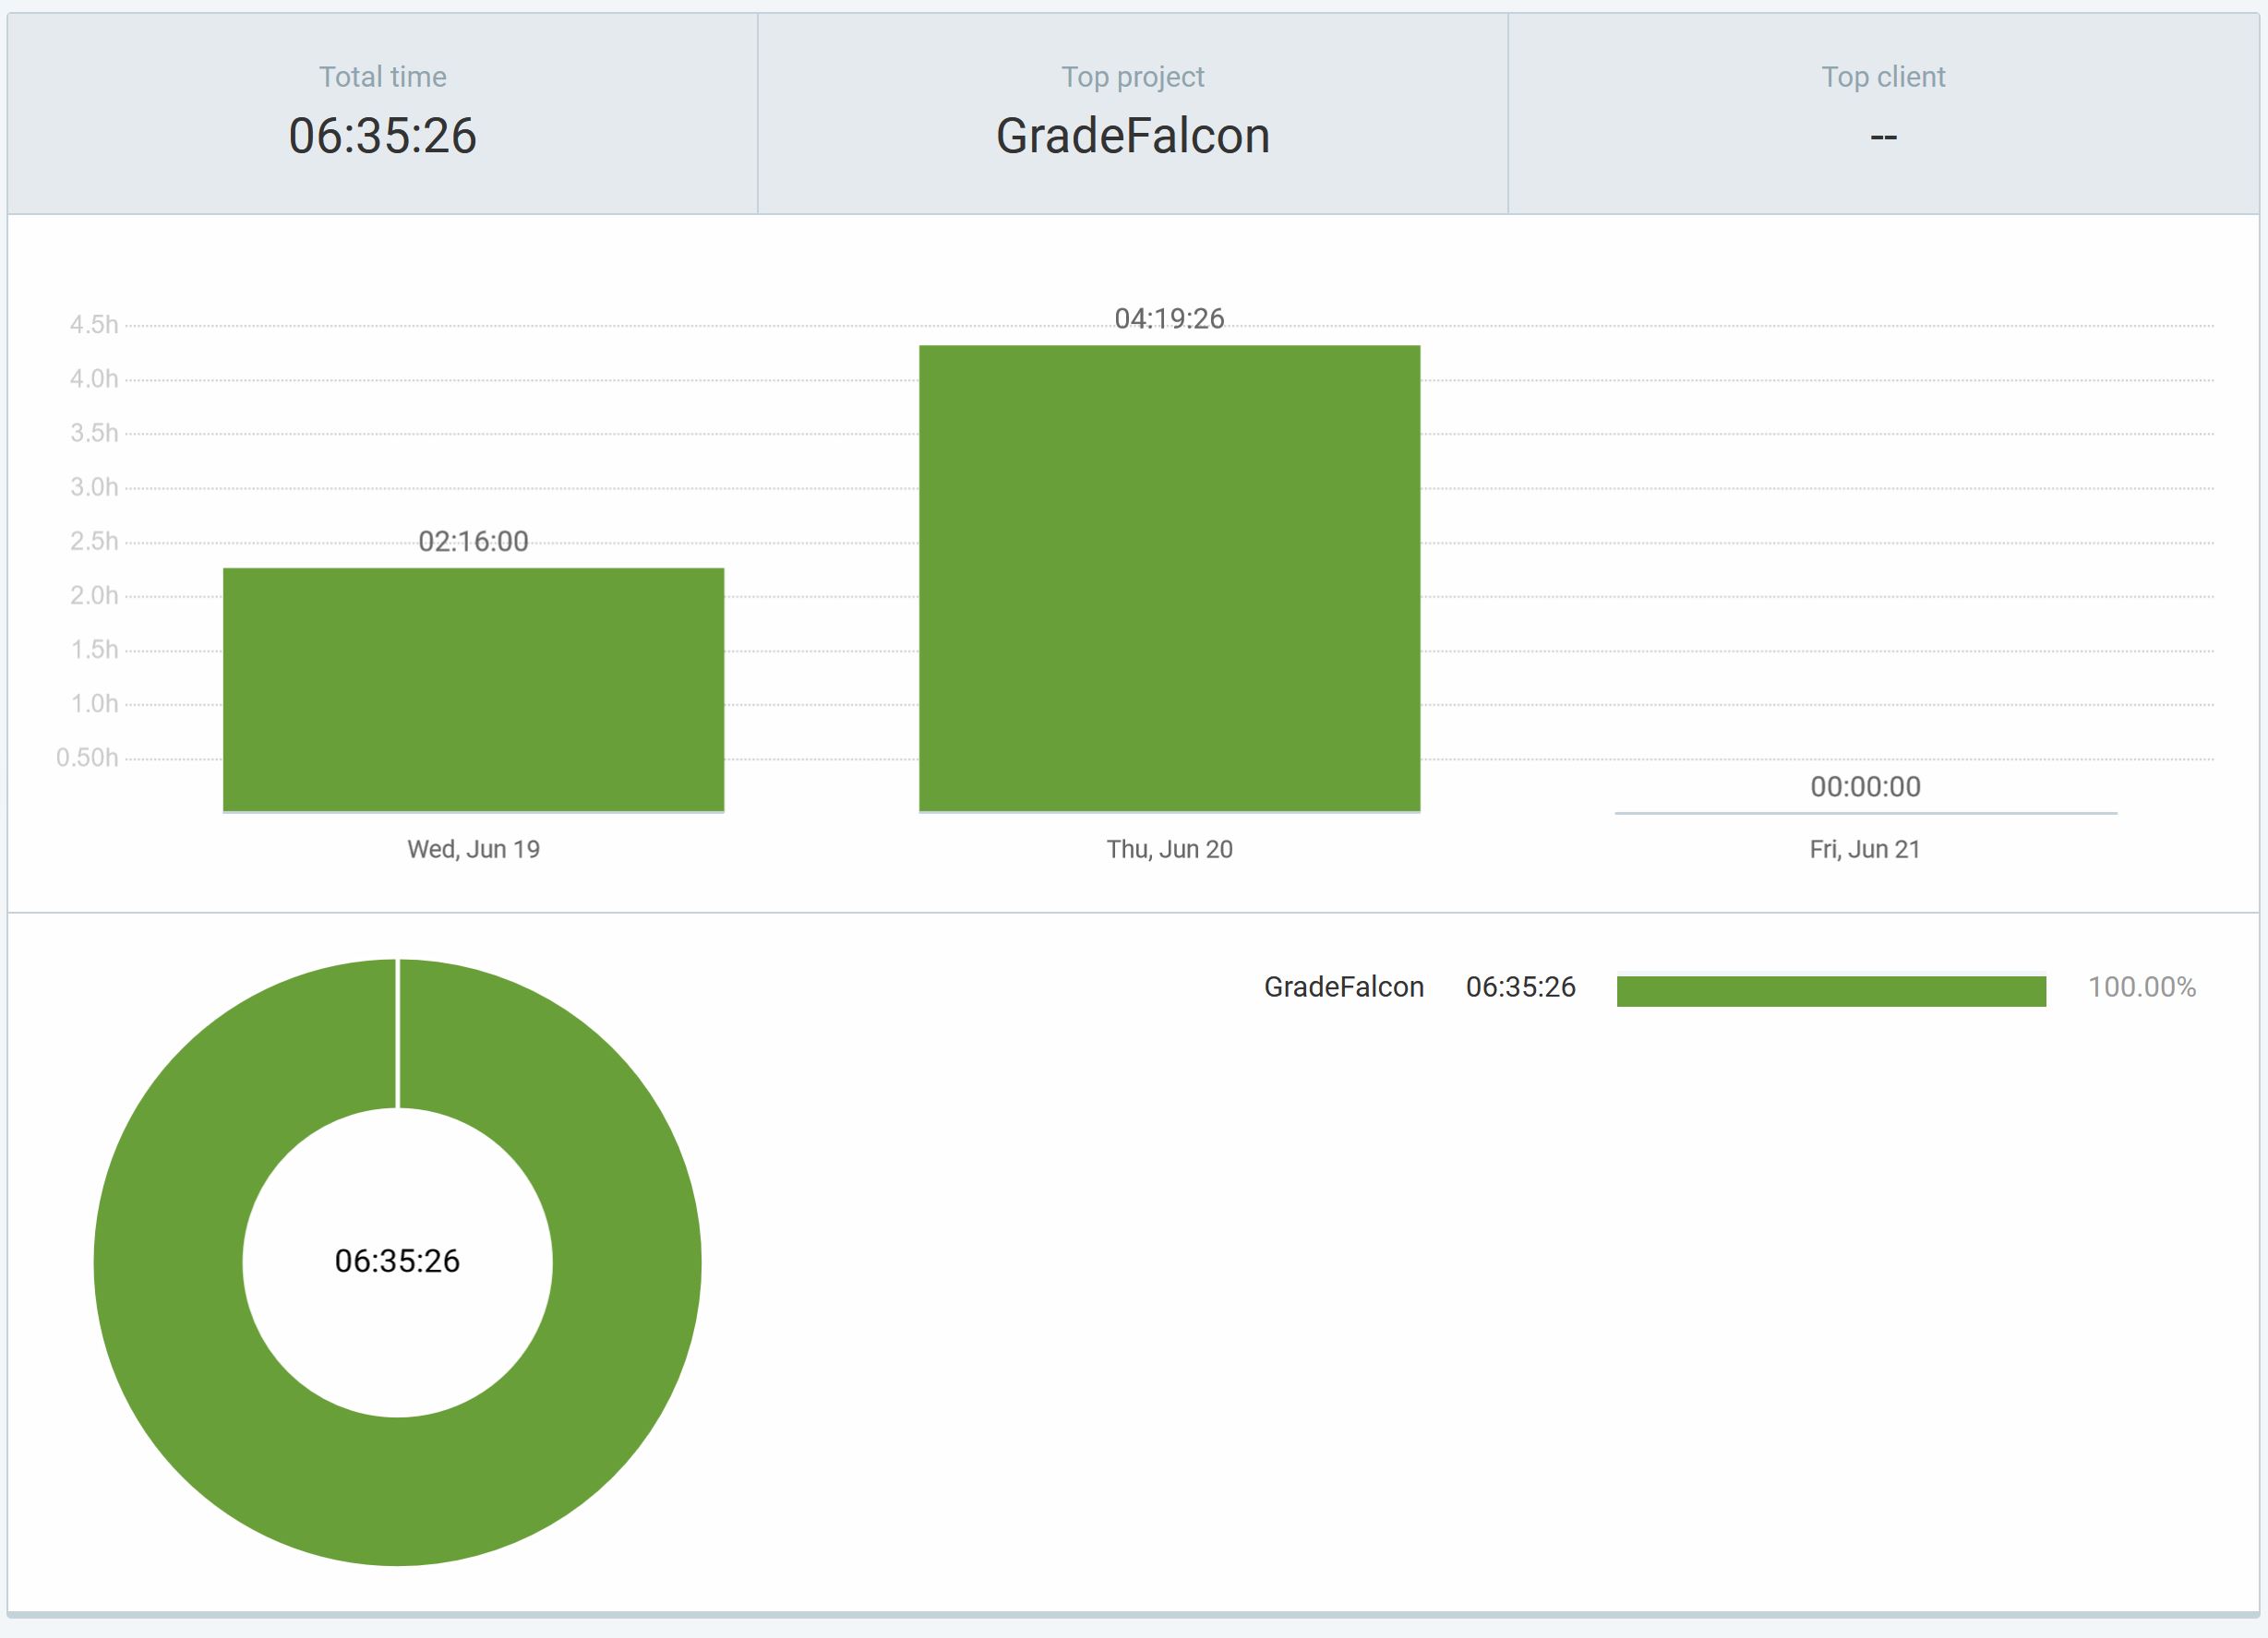 Total time
06:35:26
Top project
GradeFalcon
Top client
--
4.5h
4.0h
3.5h
3.0h
2.5h
2.0h
1.5h
1.0h
0.50h
02:16:00
04:19:26
00:00:00
Wed, Jun 19
Thu, Jun 20
Fri, Jun 21
06:35:26
GradeFalcon 06:35:26 100.00%